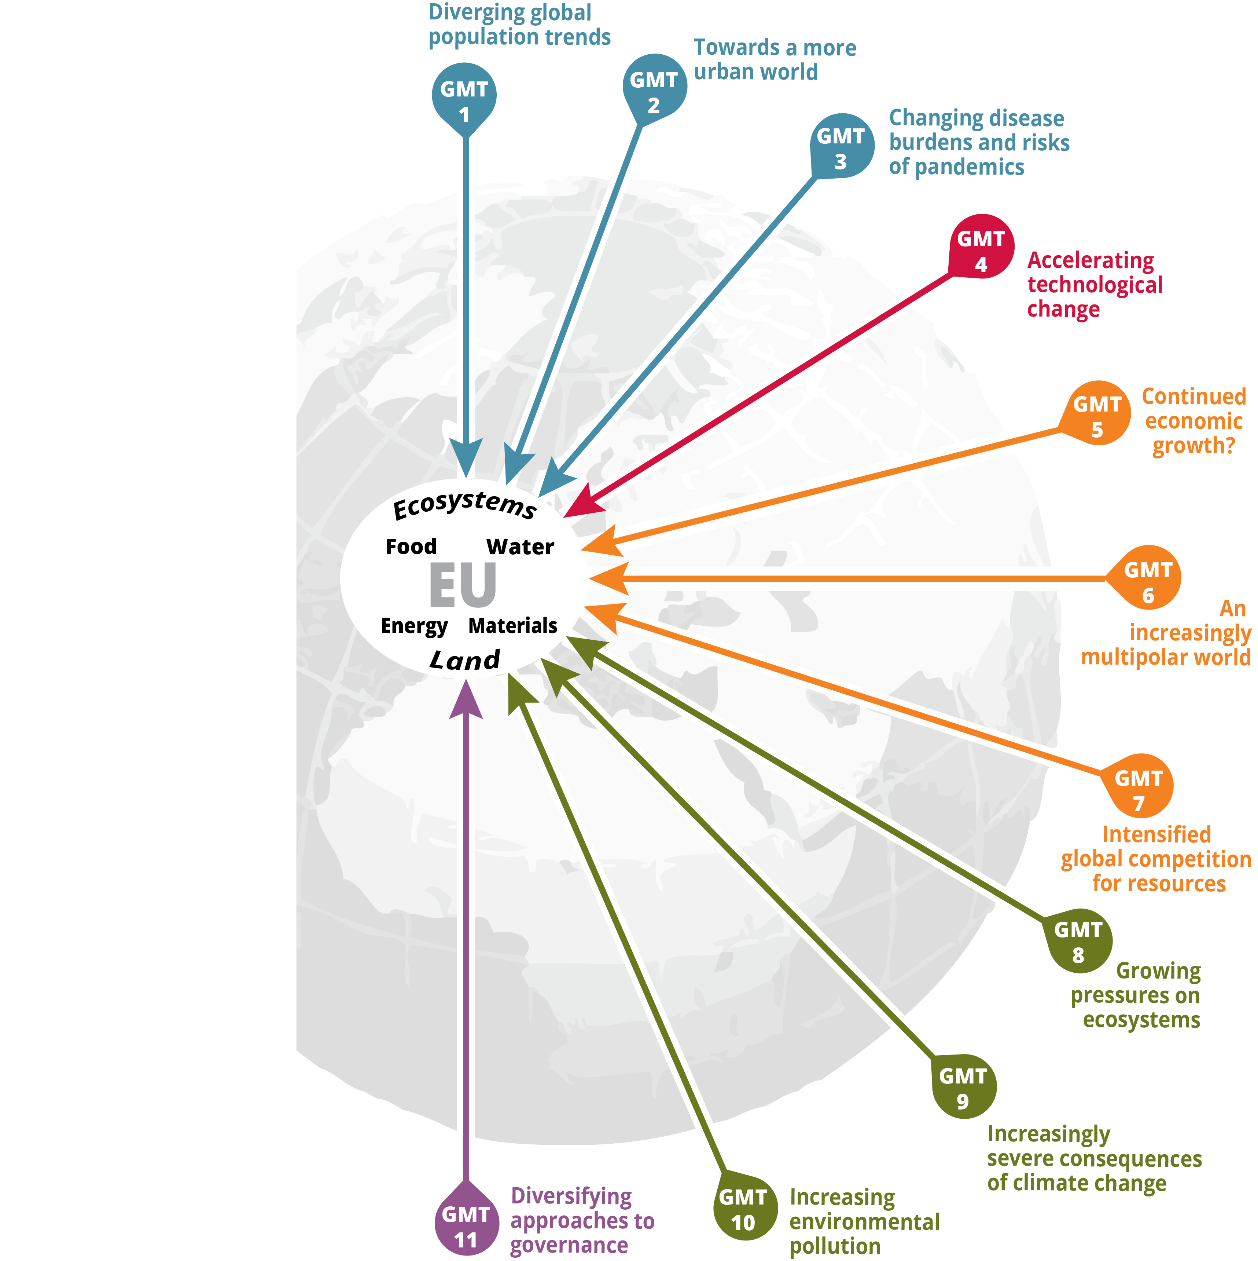 Diverging global
population trends
GMT
1
Towards a more
urban world
GMT
2
Changing disease
burdens and risks
of pandemics
GMT
3
GMT
4
Accelerating
technological
change
GMT
5
Continued
economic
growth?
GMT
6
An
increasingly
multipolar world
GMT
7
Intensified
global competition
for resources
GMT
8
Growing
pressures on
ecosystems
GMT
9
Increasingly
severe consequences
of climate change
GMT
10
Increasing
environmental
pollution
GMT
11
Diversifying
approaches to
governance
Ecosystems
Food Water
EU
Energy Materials
Land